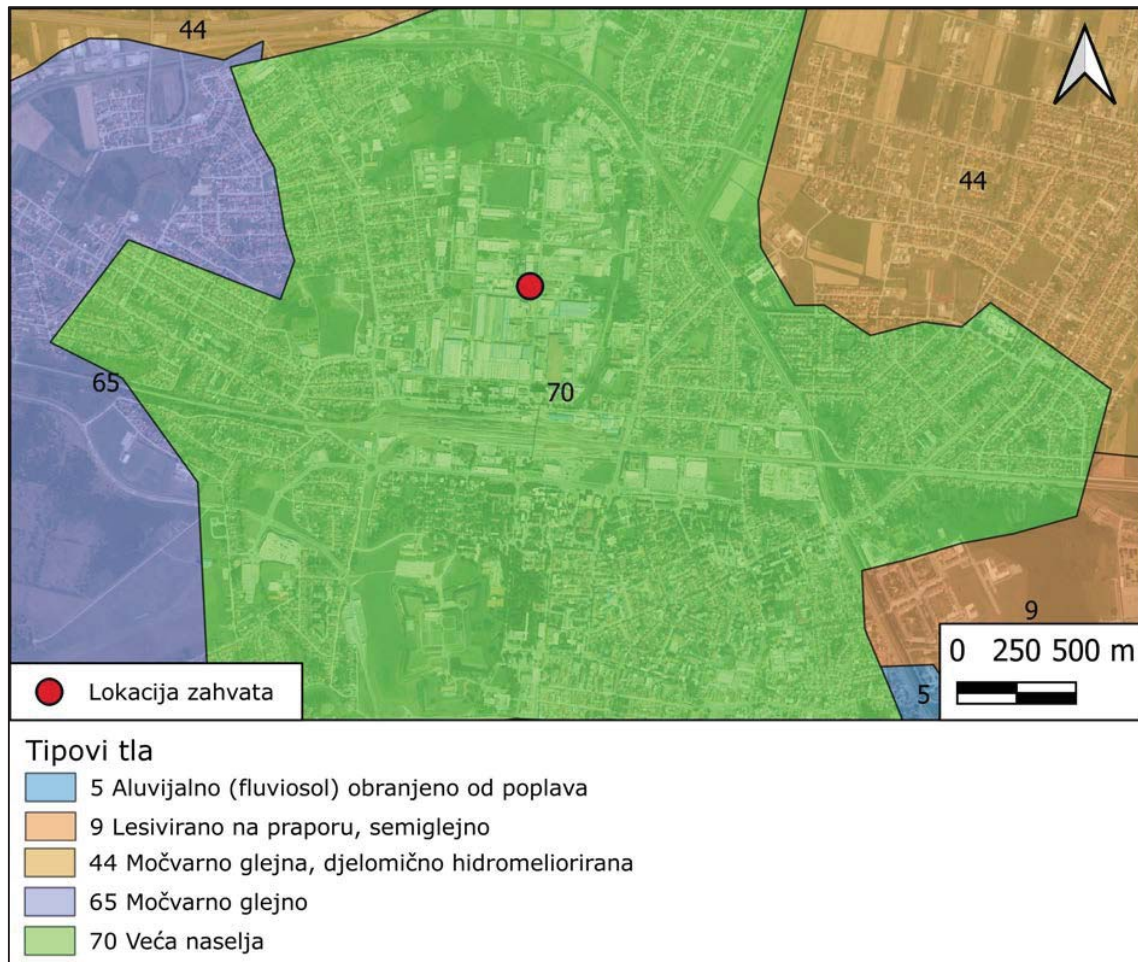 44
44
65
70
9
5
0 250 500 m
Lokacija zahvata
Tipovi tla
5 Aluvijalno (fluviosol) obranjeno od poplava
9 Lesivirano na praporu, semiglejno
44 Močvarno glejna, djelomično hidromeliorirana
65 Močvarno glejno
70 Veća naselja